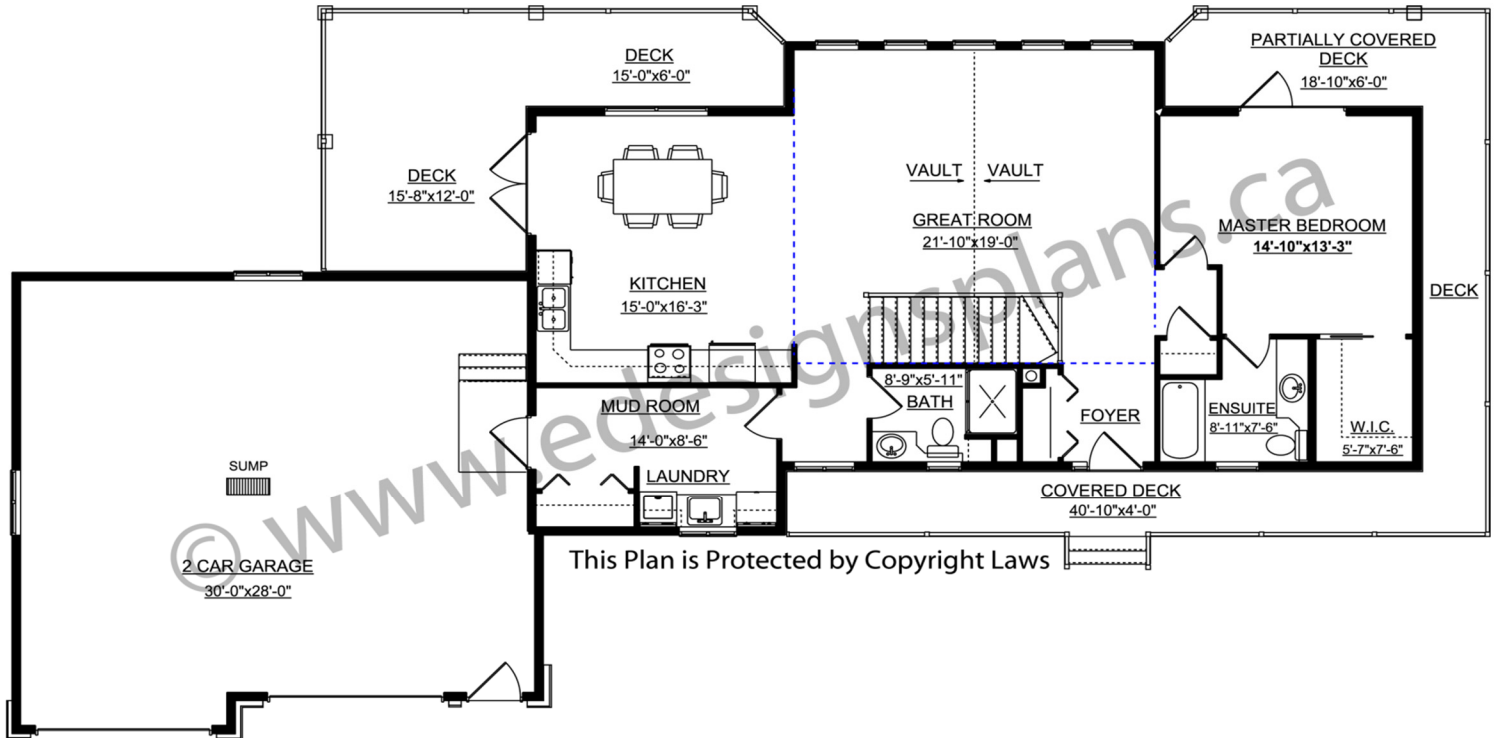 DECK
15'-0"x6'-0"
PARTIALLY COVERED
DECK
18'-10"x6'-0"
DECK
15'-8"x12'-0"
VAULT VAULT
GREAT ROOM
21'-10"x19'-0"
MASTER BEDROOM
14'-10"x13'-3"
KITCHEN
15'-0"x16'-3"
DECK
8'-9"x5'-11"
BATH
MUD ROOM
14'-0"x8'-6"
FOYER
ENSUITE
8'-11"x7'-6"
W.I.C.
5'-7"x7'-6"
SUMP
LAUNDRY
COVERED DECK
40'-10"x4'-0"
2 CAR GARAGE
30'-0"x28'-0"
This Plan is Protected by Copyright Laws
© www.edesignsplans.ca